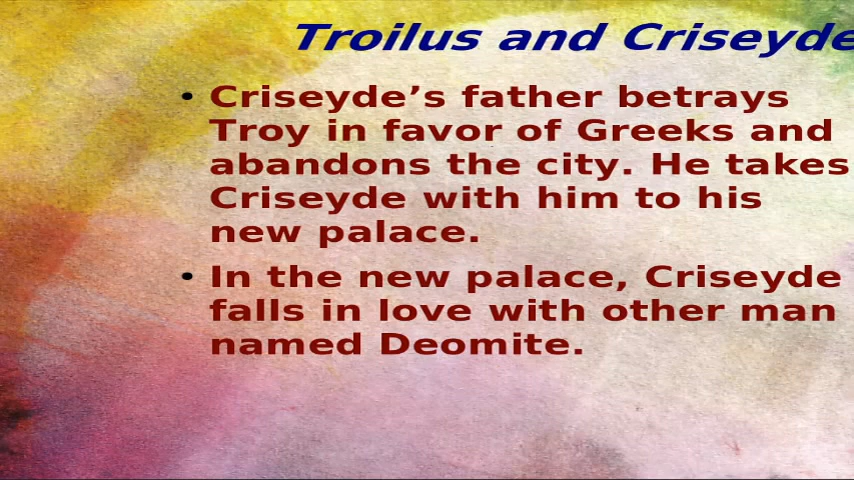 Troilus and Criseyde
• Criseyde’s father betrays
Troy in favor of Greeks and
abandons the city. He takes
Criseyde with him to his
new palace.
• In the new palace, Criseyde
falls in love with other man
named Deomite.